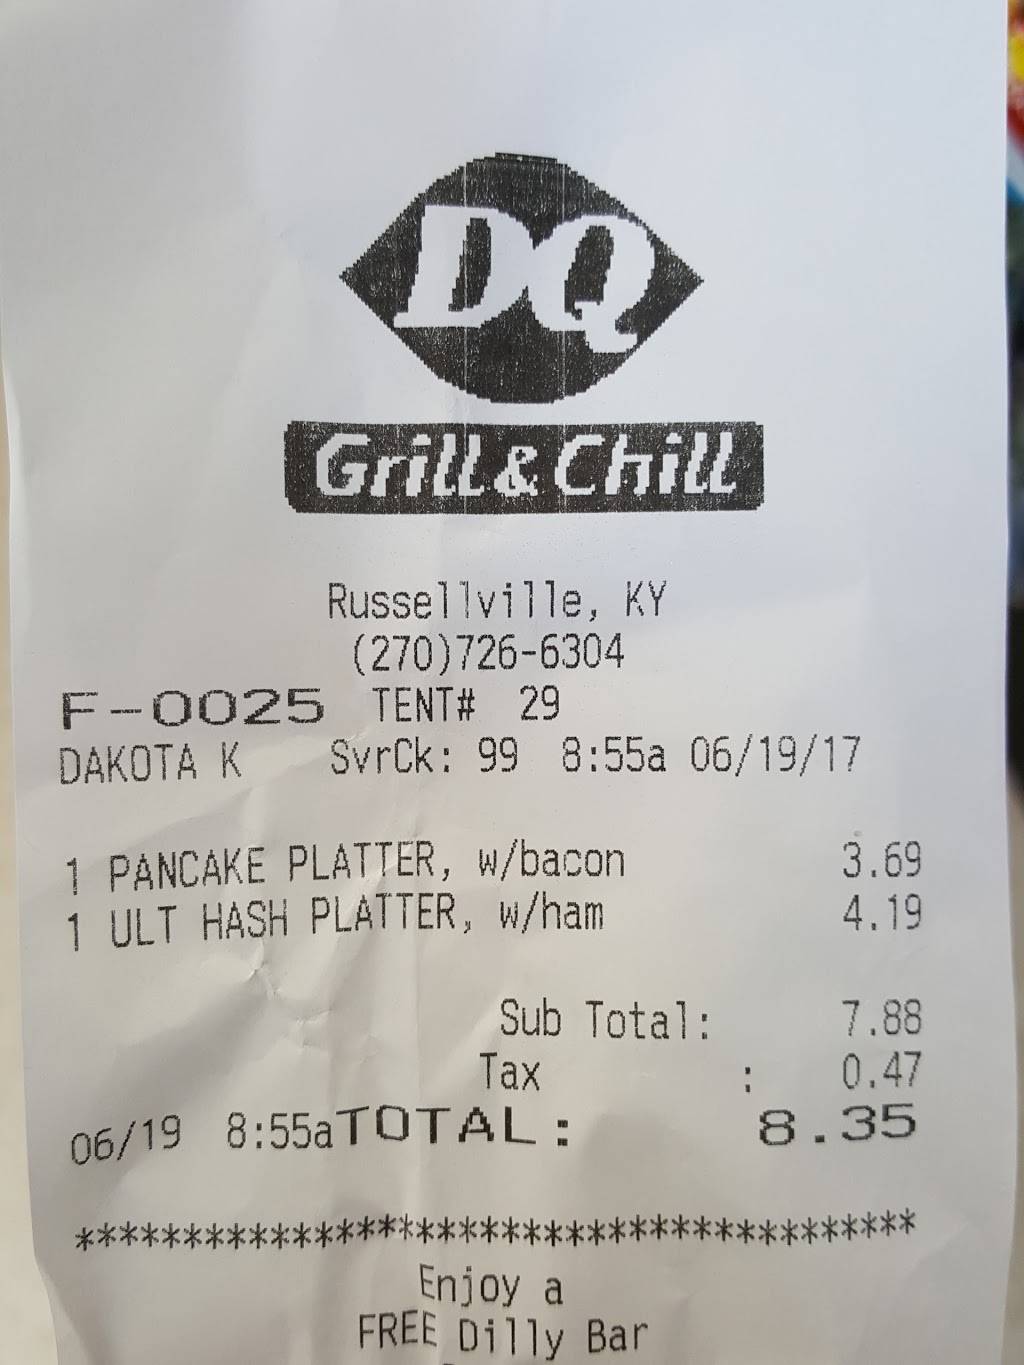 DQ
Grill & Chill
Russellville, KY
(270)726-6304
F-0025 TENT# 29
DAKOTA K SvrCk: 99 8:55a 06/19/17
1 PANCAKE PLATTER, w/bacon 3.69
1 ULT HASH PLATTER, w/ham 4.19
Sub Total: 7.88
Tax : 0.47
06/19 8:55aTOTAL: 8.35
****************************************
Enjoy a
FREE Dilly Bar